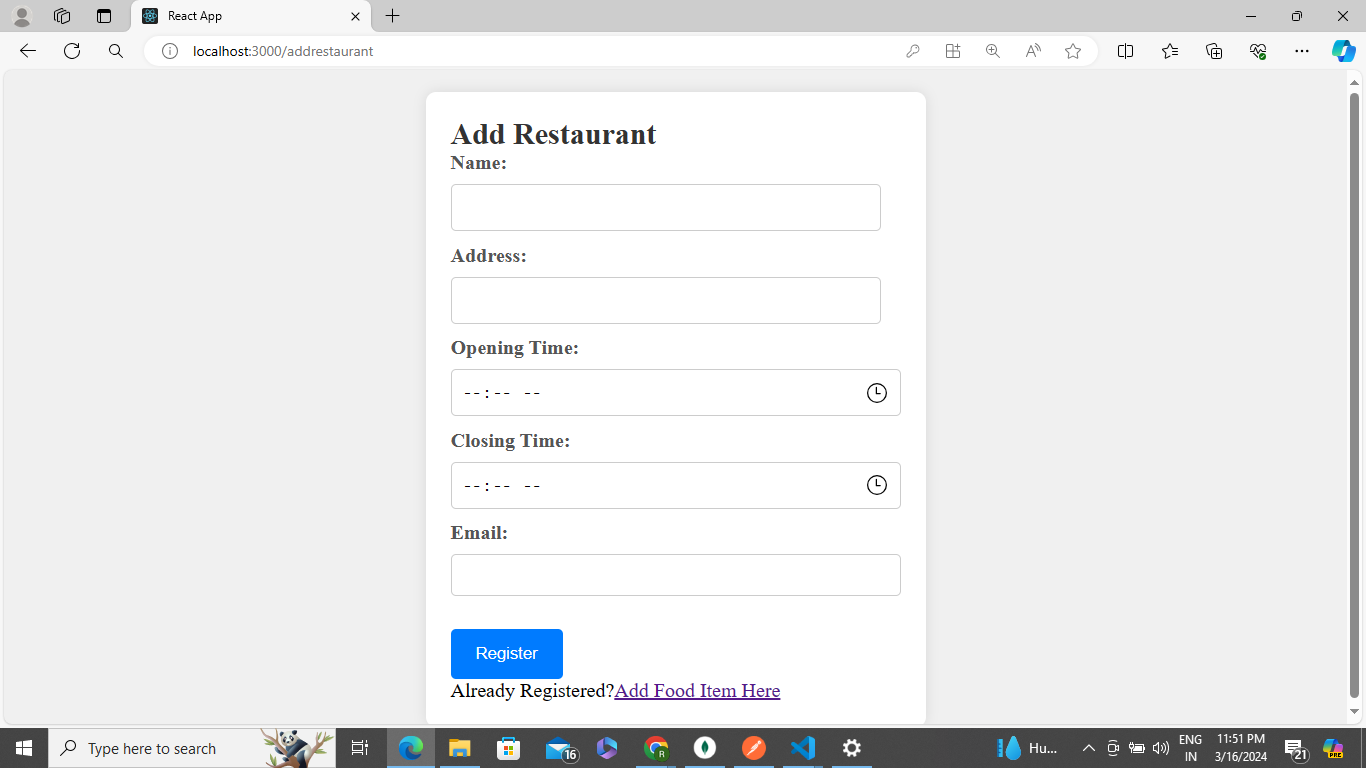 React App
localhost:3000/addrestaurant
Add Restaurant
Name:
Address:
Opening Time:
--:-- --
Closing Time:
--:-- --
Email:
Register
Already Registered?Add Food Item Here
Type here to search
16
R
Hu...
ENG
IN
11:51 PM
3/16/2024
21
PRE